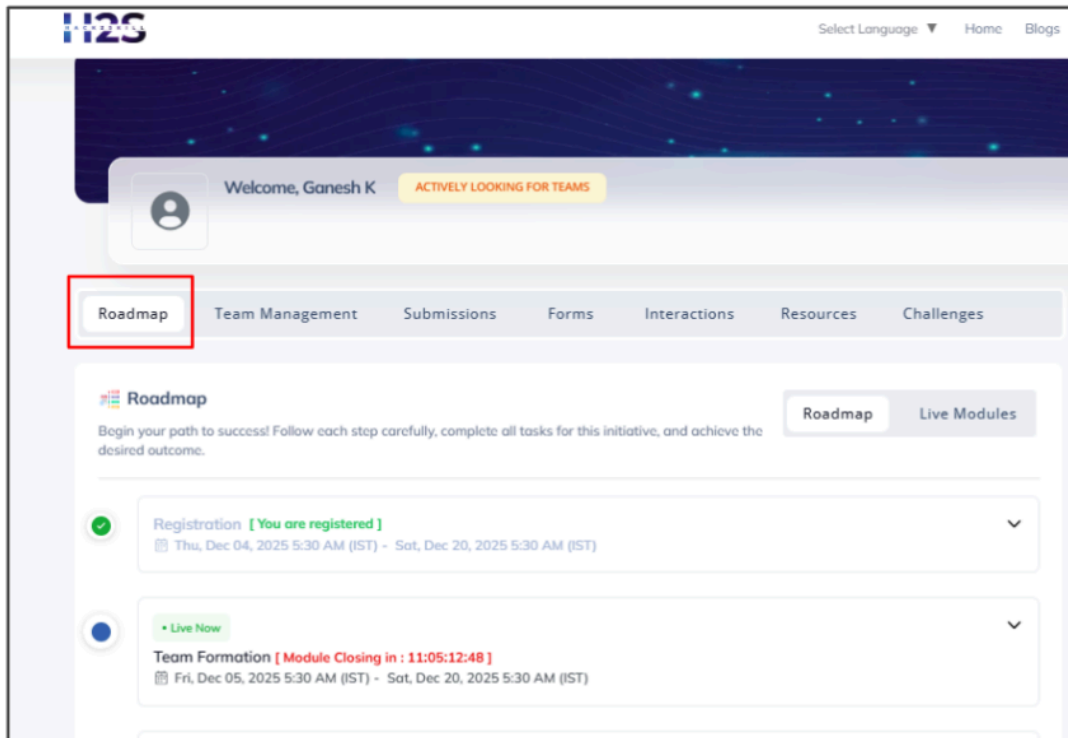 H2S
HACK2SKILL
Select Language ▼ Home Blogs
Welcome, Ganesh K ACTIVELY LOOKING FOR TEAMS
Roadmap Team Management Submissions Forms Interactions Resources Challenges
Roadmap
Roadmap Live Modules
Begin your path to success! Follow each step carefully, complete all tasks for this initiative, and achieve the
desired outcome.
Registration [ You are registered ]
Thu, Dec 04, 2025 5:30 AM (IST) - Sat, Dec 20, 2025 5:30 AM (IST)
• Live Now
Team Formation [ Module Closing in : 11:05:12:48 ]
Fri, Dec 05, 2025 5:30 AM (IST) - Sat, Dec 20, 2025 5:30 AM (IST)